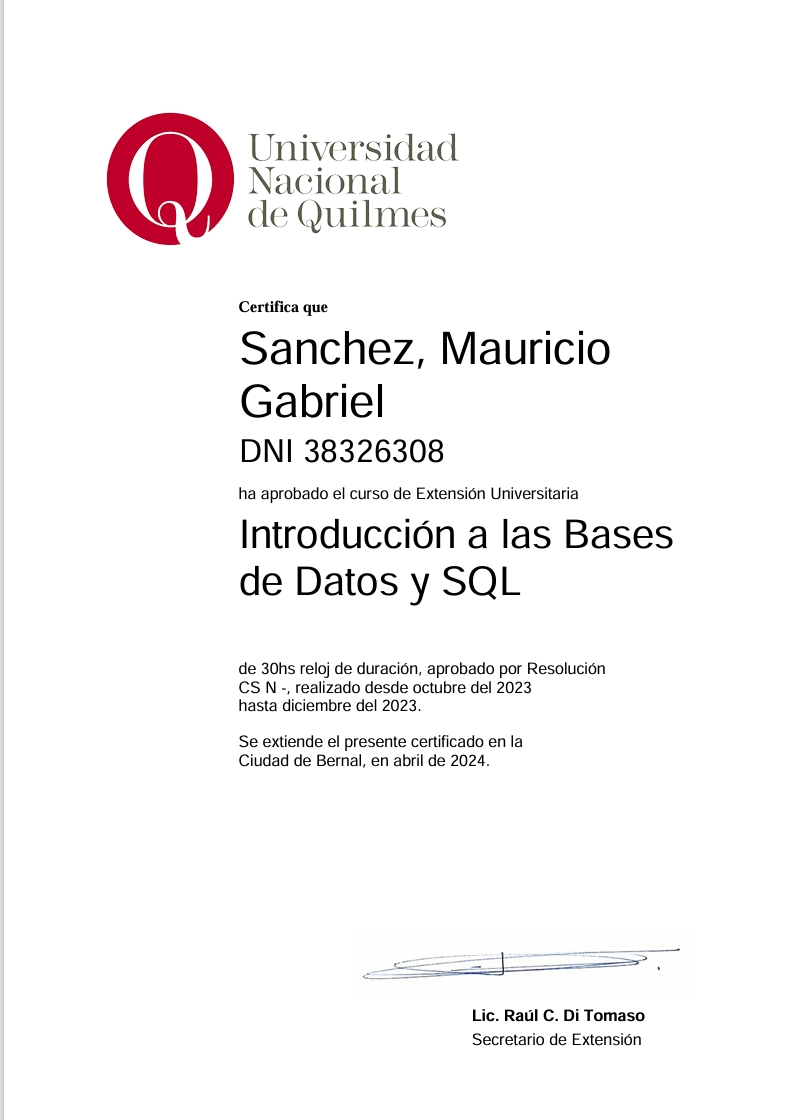 Universidad
Nacional
de Quilmes
Certifica que
Sanchez, Mauricio
Gabriel
DNI 38326308
ha aprobado el curso de Extensión Universitaria
Introducción a las Bases
de Datos y SQL
de 30hs reloj de duración, aprobado por Resolución
CS N -, realizado desde octubre del 2023
hasta diciembre del 2023.
Se extiende el presente certificado en la
Ciudad de Bernal, en abril de 2024.
Lic. Raúl C. Di Tomaso
Secretario de Extensión